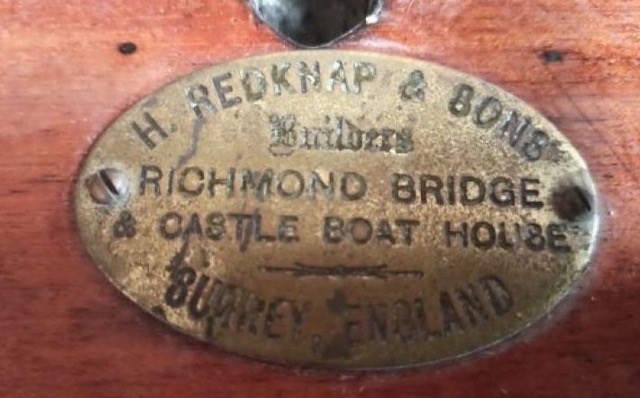 H. REDKNAP & SONS
Builders
RICHMOND BRIDGE
& CASTLE BOAT HOUSE
SURREY, ENGLAND